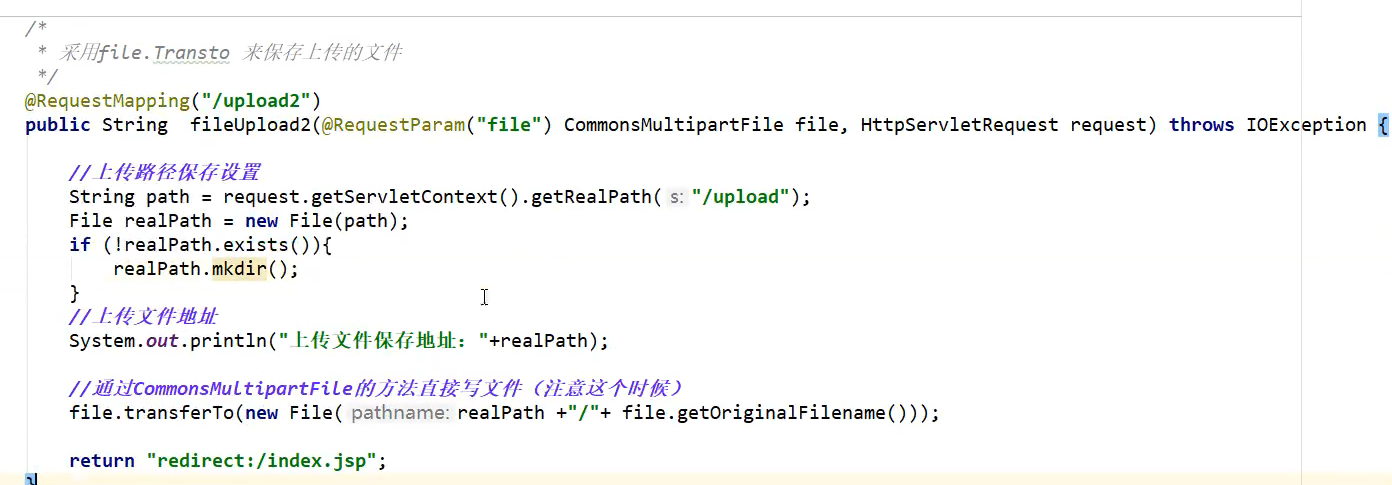 /*
 * 采用file.Transto 来保存上传的文件
 */
@RequestMapping("/upload2")
public String  fileUpload2(@RequestParam("file") CommonsMultipartFile file, HttpServletRequest request) throws IOException {
//上传路径保存设置
String path = request.getServletContext().getRealPath( s: "/upload");
File realPath = new File(path);
if (!realPath.exists()){
realPath.mkdir();
}
//上传文件地址
System.out.println("上传文件保存地址："+realPath);
//通过CommonsMultipartFile的方法直接写文件（注意这个时候）
file.transferTo(new File( pathname: realPath +"/"+ file.getOriginalFilename()));
return "redirect:/index.jsp";
}